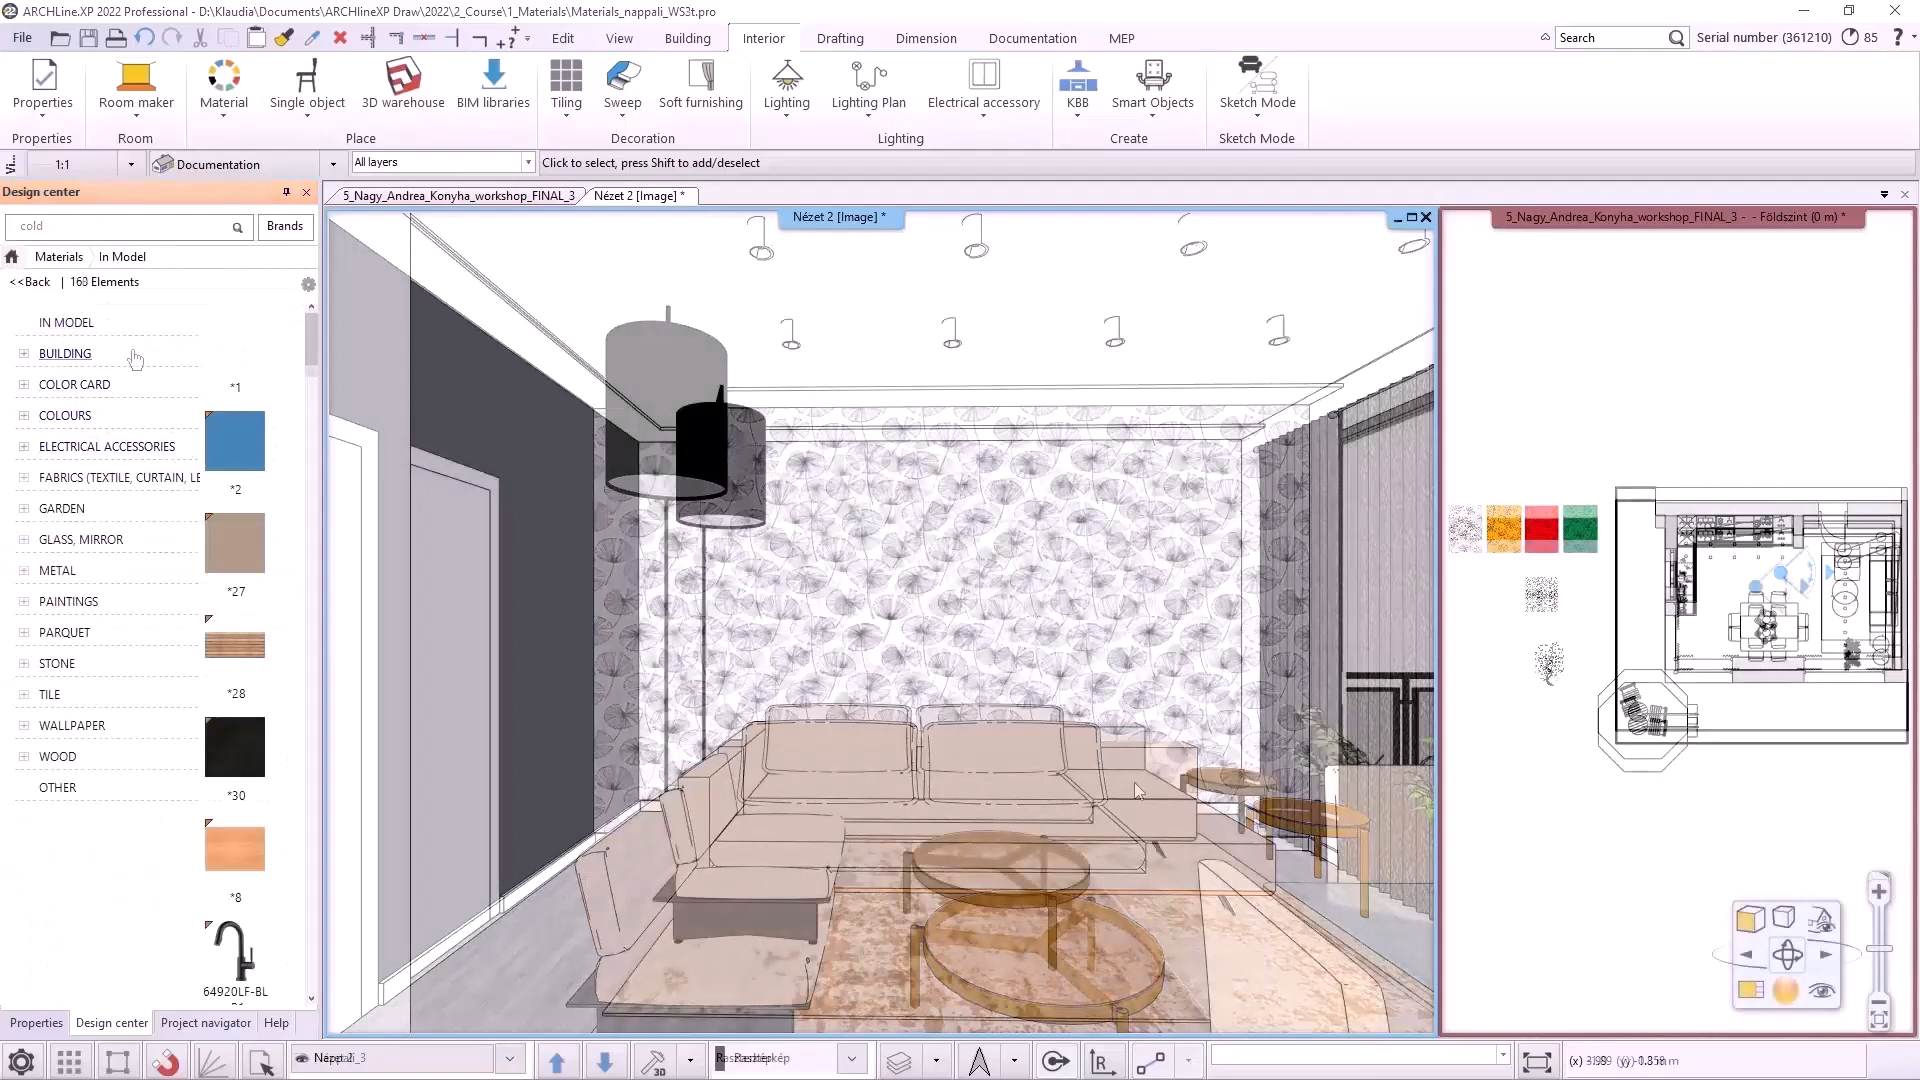 ARCHLine.XP 2022 Professional - D:\Klaudia\Documents\ARCHlineXP Draw\2022\2_Course\1_Materials\Materials_nappali_WS3t.pro
File
Edit
View
Building
Interior
Drafting
Dimension
Documentation
MEP
Search
Serial number (361210)
85
Properties
Room maker
Material
Single object
3D warehouse
BIM libraries
Tiling
Sweep
Soft furnishing
Lighting
Lighting Plan
Electrical accessory
KBB
Smart Objects
Sketch Mode
Properties
Room
Place
Decoration
Lighting
Create
Sketch Mode
1:1
Documentation
All layers
Click to select, press Shift to add/deselect
Design center
5_Nagy_Andrea_Konyha_workshop_FINAL_3
Nézet 2 [Image] *
Nézet 2 [Image] *
5_Nagy_Andrea_Konyha_workshop_FINAL_3 - - Földszint (0 m) *
cold
Brands
Materials
In Model
<<Back | 168 Elements
IN MODEL
BUILDING
COLOR CARD
COLOURS
ELECTRICAL ACCESSORIES
FABRICS (TEXTILE, CURTAIN, LE
GARDEN
GLASS, MIRROR
METAL
PAINTINGS
PARQUET
STONE
TILE
WALLPAPER
WOOD
OTHER
*1
*2
*27
*28
*30
*8
64920LF-BL
Properties
Design center
Project navigator
Help